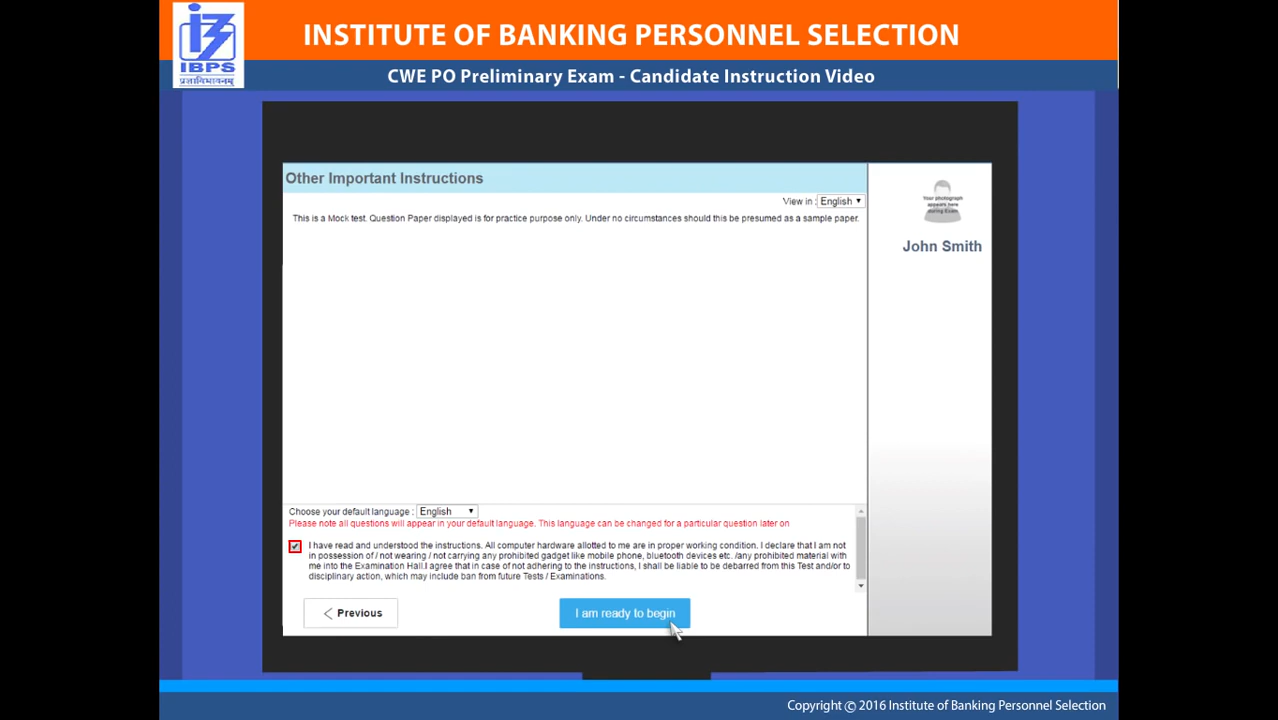 INSTITUTE OF BANKING PERSONNEL SELECTION
IBPS
CWE PO Preliminary Exam - Candidate Instruction Video
Other Important Instructions
View in : English
This is a Mock test. Question Paper displayed is for practice purpose only. Under no circumstances should this be presumed as a sample paper.
Your photograph
appears here
during Exam
John Smith
Choose your default language : English
Please note all questions will appear in your default language. This language can be changed for a particular question later on
I have read and understood the instructions. All computer hardware allotted to me are in proper working condition. I declare that I am not
in possession of / not wearing / not carrying any prohibited gadget like mobile phone, bluetooth devices etc. /any prohibited material with
me into the Examination Hall.I agree that in case of not adhering to the instructions, I shall be liable to be debarred from this Test and/or to
disciplinary action, which may include ban from future Tests / Examinations.
Previous
I am ready to begin
Copyright © 2016 Institute of Banking Personnel Selection